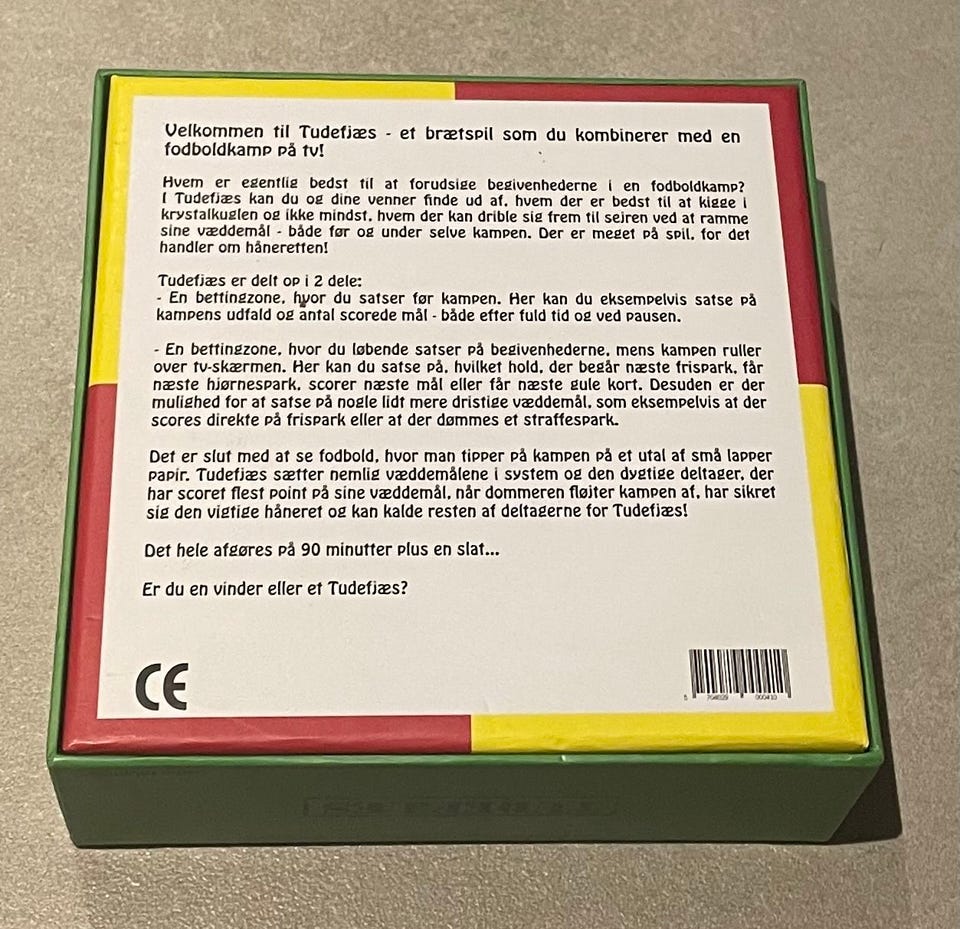 Velkommen til Tudefjæs - et brætspil som du kombinerer med en
fodboldkamp på tv!
Hvem er egentlig bedst til at forudsige begivenhederne i en fodboldkamp?
I Tudefjæs kan du og dine venner finde ud af, hvem der er bedst til at kigge i
krystalkuglen og ikke mindst, hvem der kan drible sig frem til sejren ved at ramme
sine væddemål - både før og under selve kampen. Der er meget på spil, for det
handler om håneretten!
Tudefjæs er delt op i 2 dele:
- En bettingzone, hvor du satser før kampen. Her kan du eksempelvis satse på
kampens udfald og antal scorede mål - både efter fuld tid og ved pausen.
- En bettingzone, hvor du løbende satser på begivenhederne, mens kampen ruller
over tv-skærmen. Her kan du satse på, hvilket hold, der begår næste frispark, får
næste hjørnespark, scorer næste mål eller får næste gule kort. Desuden er der
mulighed for at satse på nogle lidt mere dristige væddemål, som eksempelvis at der
scores direkte på frispark eller at der dømmes et straffespark.
Det er slut med at se fodbold, hvor man tipper på kampen på et utal af små lapper
papir. Tudefjæs sætter nemlig væddemålene i system og den dygtige deltager, der
har scoret flest point på sine væddemål, når dommeren fløjter kampen af, har sikret
sig den vigtige håneret og kan kalde resten af deltagerne for Tudefjæs!
Det hele afgøres på 90 minutter plus en slat...
Er du en vinder eller et Tudefjæs?
CE